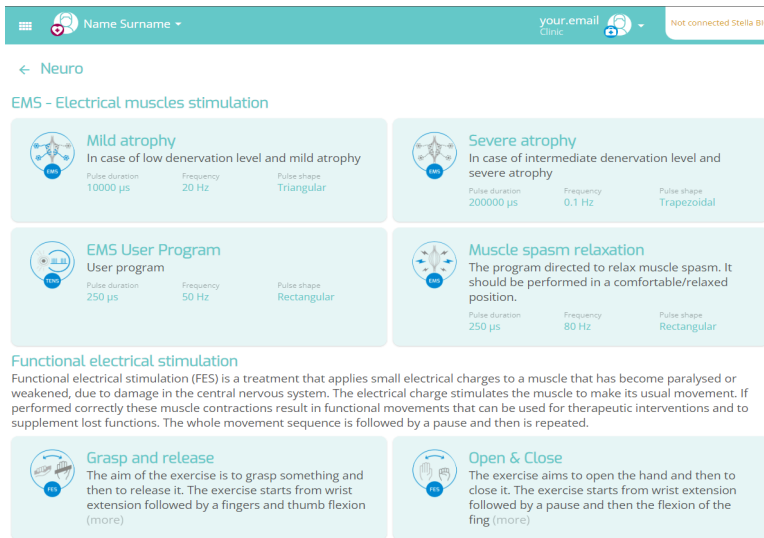 Name Surname
your.email
Clinic
Not connected Stella BI
Neuro
EMS - Electrical muscles stimulation
Mild atrophy
In case of low denervation level and mild atrophy
Pulse duration Frequency Pulse shape
10000 µs 20 Hz Triangular
EMS
Severe atrophy
In case of intermediate denervation level and
severe atrophy
Pulse duration Frequency Pulse shape
200000 µs 0.1 Hz Trapezoidal
EMS
EMS User Program
User program
Pulse duration Frequency Pulse shape
250 µs 50 Hz Rectangular
TENS
Muscle spasm relaxation
The program directed to relax muscle spasm. It
should be performed in a comfortable/relaxed
position.
Pulse duration Frequency Pulse shape
250 µs 80 Hz Rectangular
EMS
Functional electrical stimulation
Functional electrical stimulation (FES) is a treatment that applies small electrical charges to a muscle that has become paralysed or
weakened, due to damage in the central nervous system. The electrical charge stimulates the muscle to make its usual movement. If
performed correctly these muscle contractions result in functional movements that can be used for therapeutic interventions and to
supplement lost functions. The whole movement sequence is followed by a pause and then is repeated.
Grasp and release
The aim of the exercise is to grasp something and
then to release it. The exercise starts from wrist
extension followed by a fingers and thumb flexion
(more)
FES
Open & Close
The exercise aims to open the hand and then to
close it. The exercise starts from wrist extension
followed by a pause and then the flexion of the
fing (more)
FES